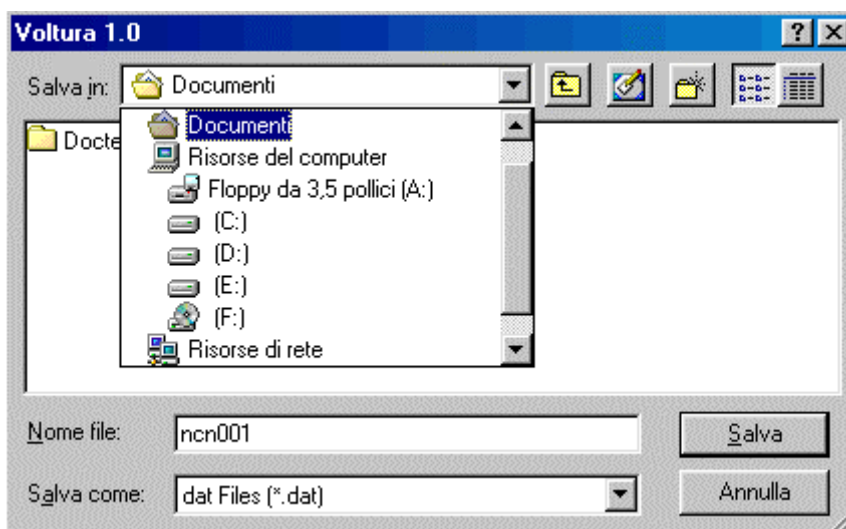 Voltura 1.0
Salva in: Documenti
Documenti
Docte
Risorse del computer
Floppy da 3,5 pollici (A:)
(C:)
(D:)
(E:)
(F:)
Risorse di rete
Nome file: ncn001 Salva
Salva come: dat Files (*.dat) Annulla